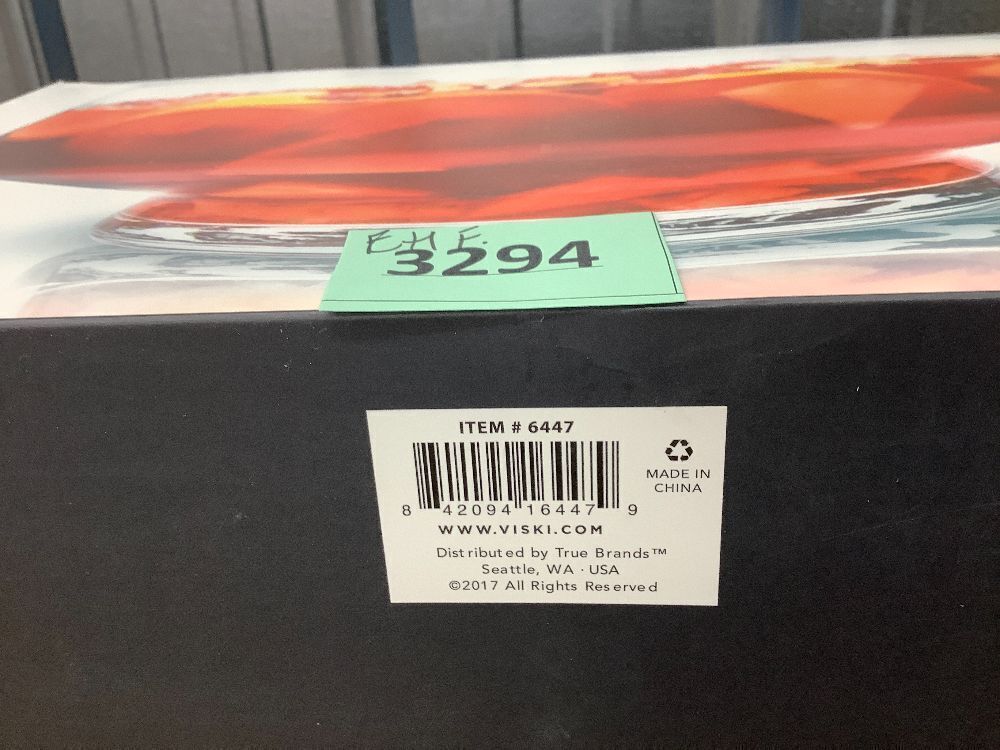 E.H.F.
3294
ITEM # 6447
MADE IN
CHINA
8 42094 16447 9
WWW.VISKI.COM
Distributed by True Brands™
Seattle, WA · USA
©2017 All Rights Reserved